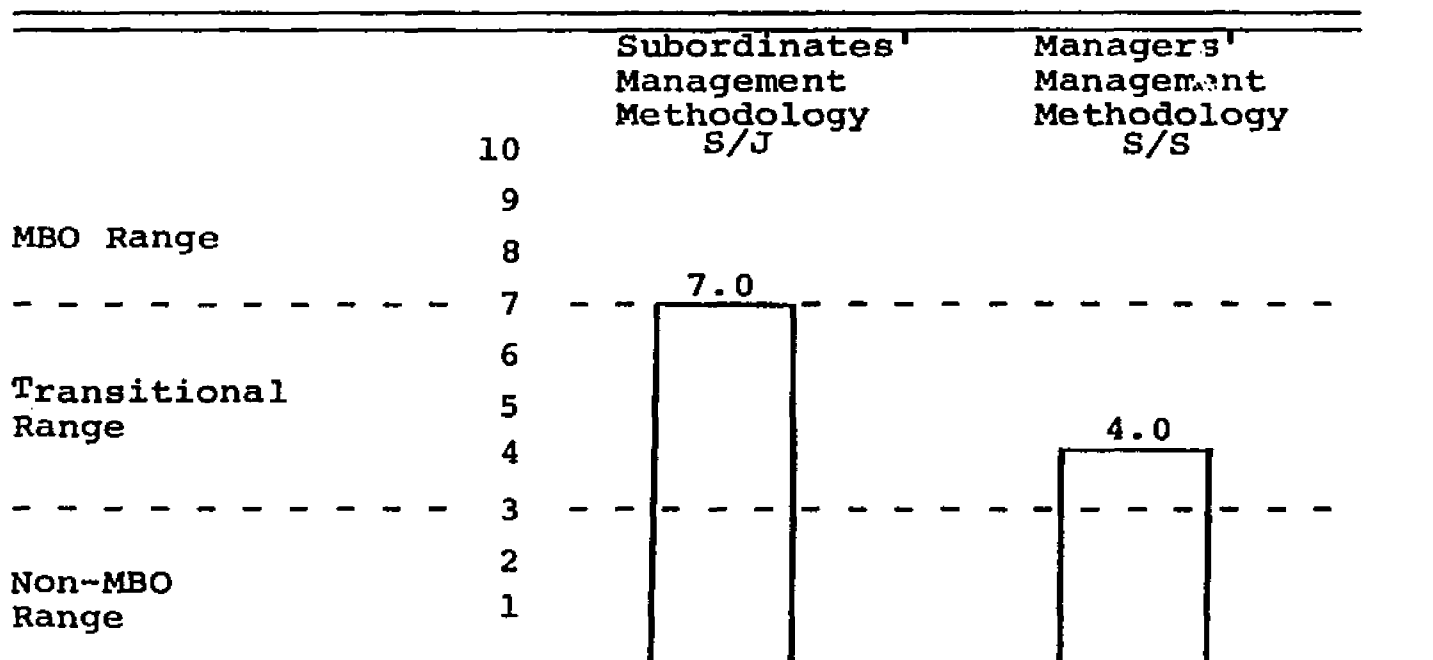 Subordinates' Managers'
Management Management
Methodology Methodology
S/J S/S
10
9
MBO Range
8
7.0
7
6
Transitional
5
Range
4.0
4
3
2
Non-MBO
1
Range